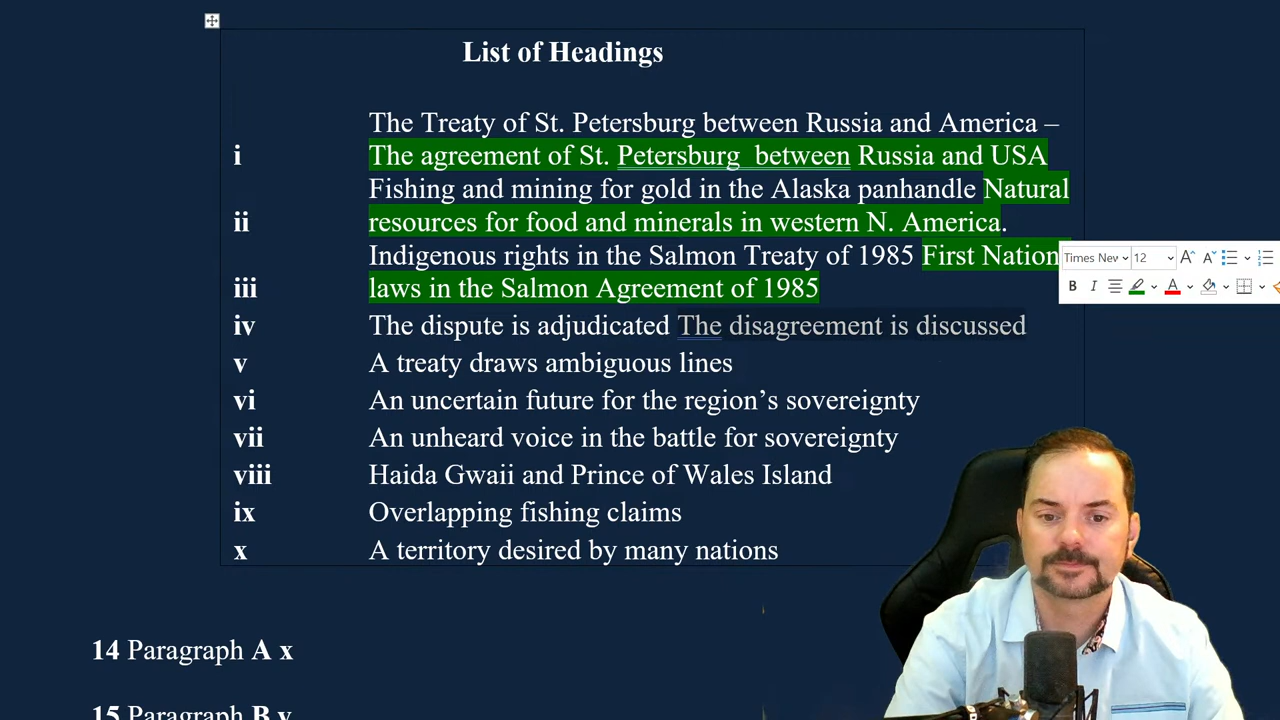 List of Headings
The Treaty of St. Petersburg between Russia and America –
i The agreement of St. Petersburg  between Russia and USA
Fishing and mining for gold in the Alaska panhandle Natural
ii resources for food and minerals in western N. America.
Indigenous rights in the Salmon Treaty of 1985 First Nation
iii laws in the Salmon Agreement of 1985
iv The dispute is adjudicated The disagreement is discussed
v A treaty draws ambiguous lines
vi An uncertain future for the region’s sovereignty
vii An unheard voice in the battle for sovereignty
viii Haida Gwaii and Prince of Wales Island
ix Overlapping fishing claims
x A territory desired by many nations
Times Nev 12
B I A
14 Paragraph A x
15 Paragraph B v